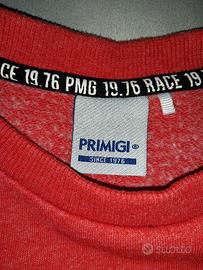 CE 19.76 PMG 19.76 RACE 19.76
PRIMIGI®
SINCE 1976
subito